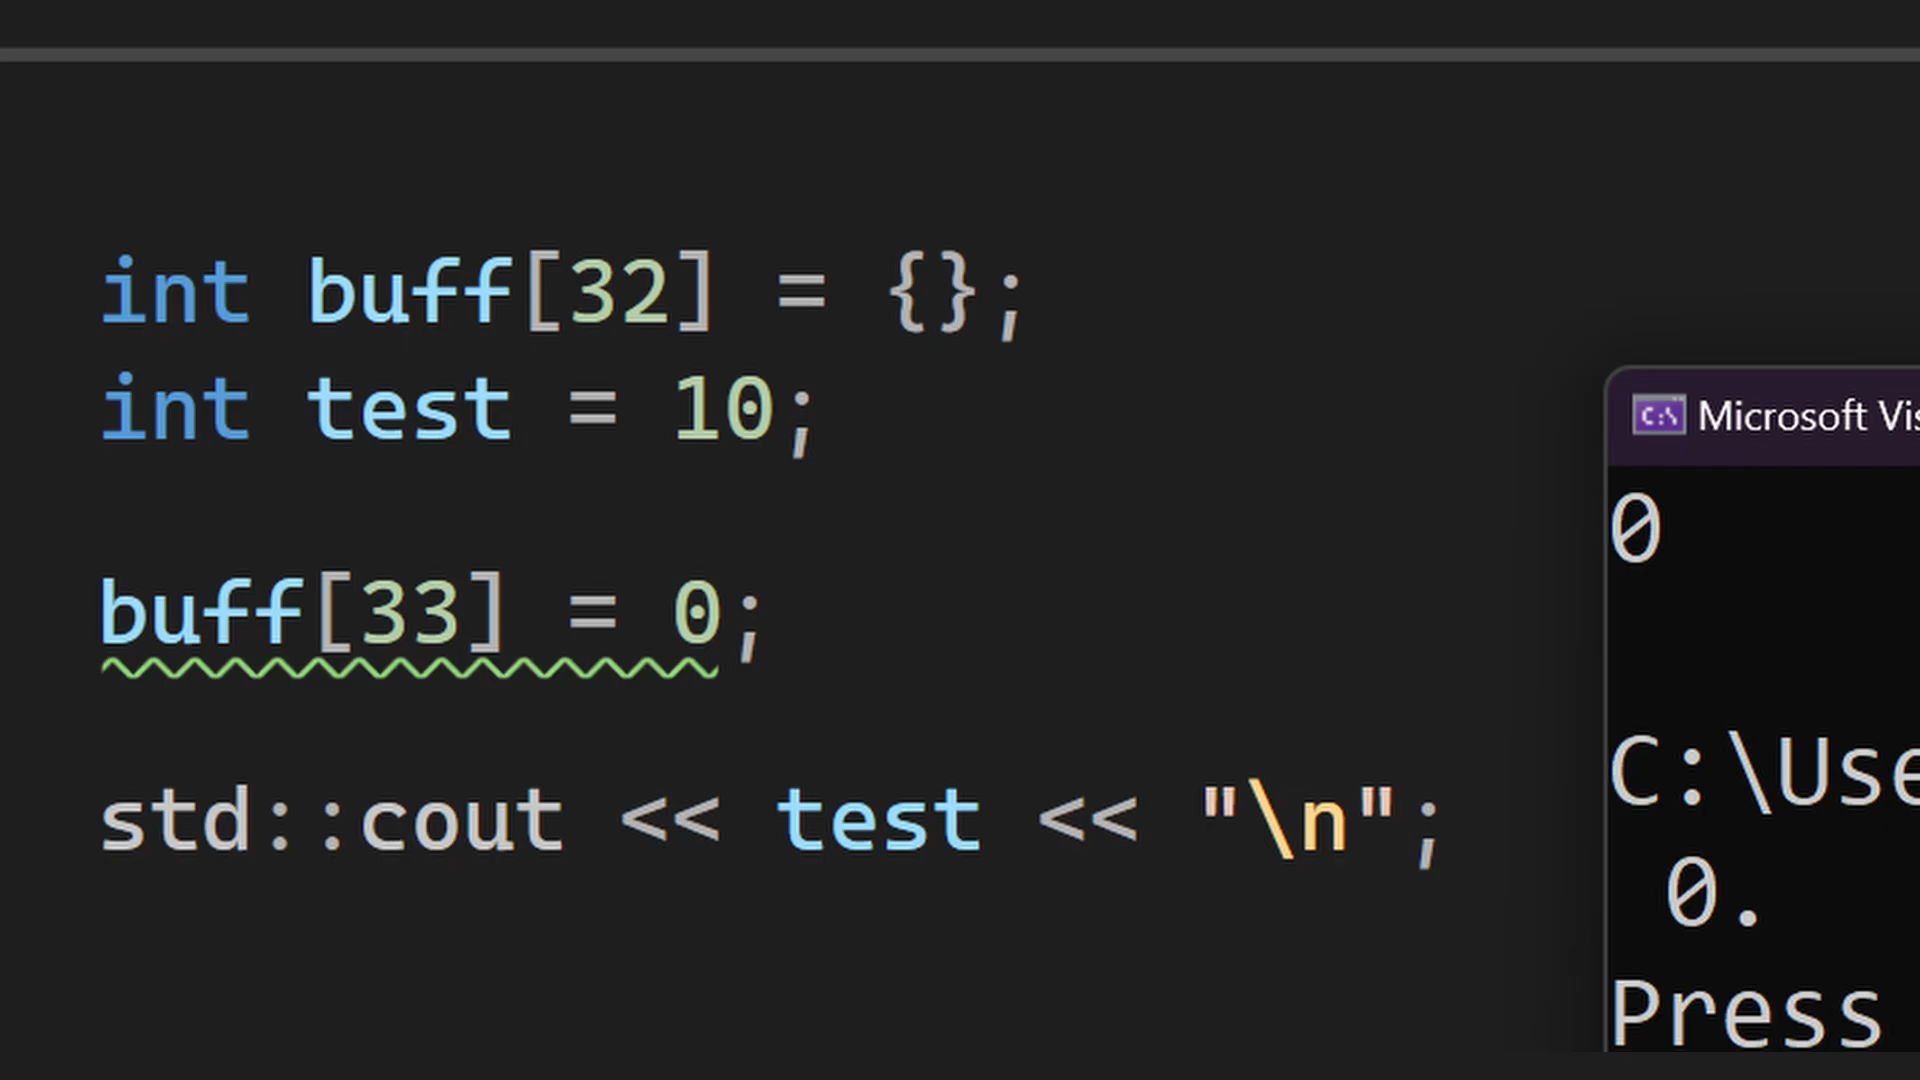 int buff[32] = {};
int test = 10;
buff[33] = 0;
std::cout << test << "\n";
C:\ Microsoft Vis
0
C:\Use
0.
Press